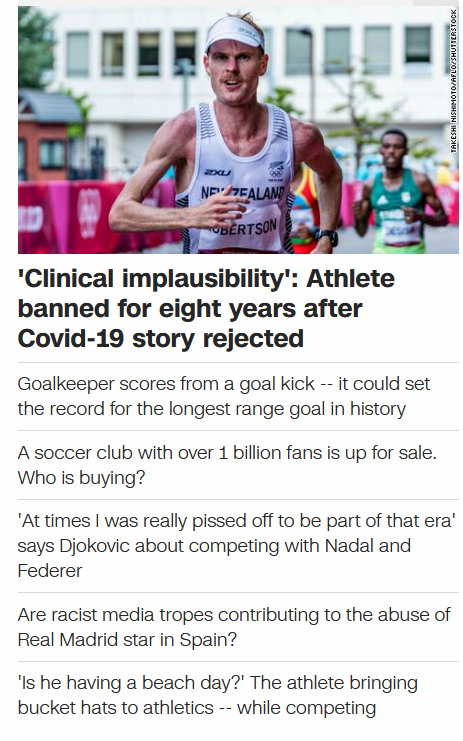 TAKESHI NISHIMOTO/AFLO/SHUTTERSTOCK
2XU
NEW ZEALAND
ROBERTSON
'Clinical implausibility': Athlete
banned for eight years after
Covid-19 story rejected
Goalkeeper scores from a goal kick -- it could set
the record for the longest range goal in history
A soccer club with over 1 billion fans is up for sale.
Who is buying?
'At times I was really pissed off to be part of that era'
says Djokovic about competing with Nadal and
Federer
Are racist media tropes contributing to the abuse of
Real Madrid star in Spain?
'Is he having a beach day?' The athlete bringing
bucket hats to athletics -- while competing